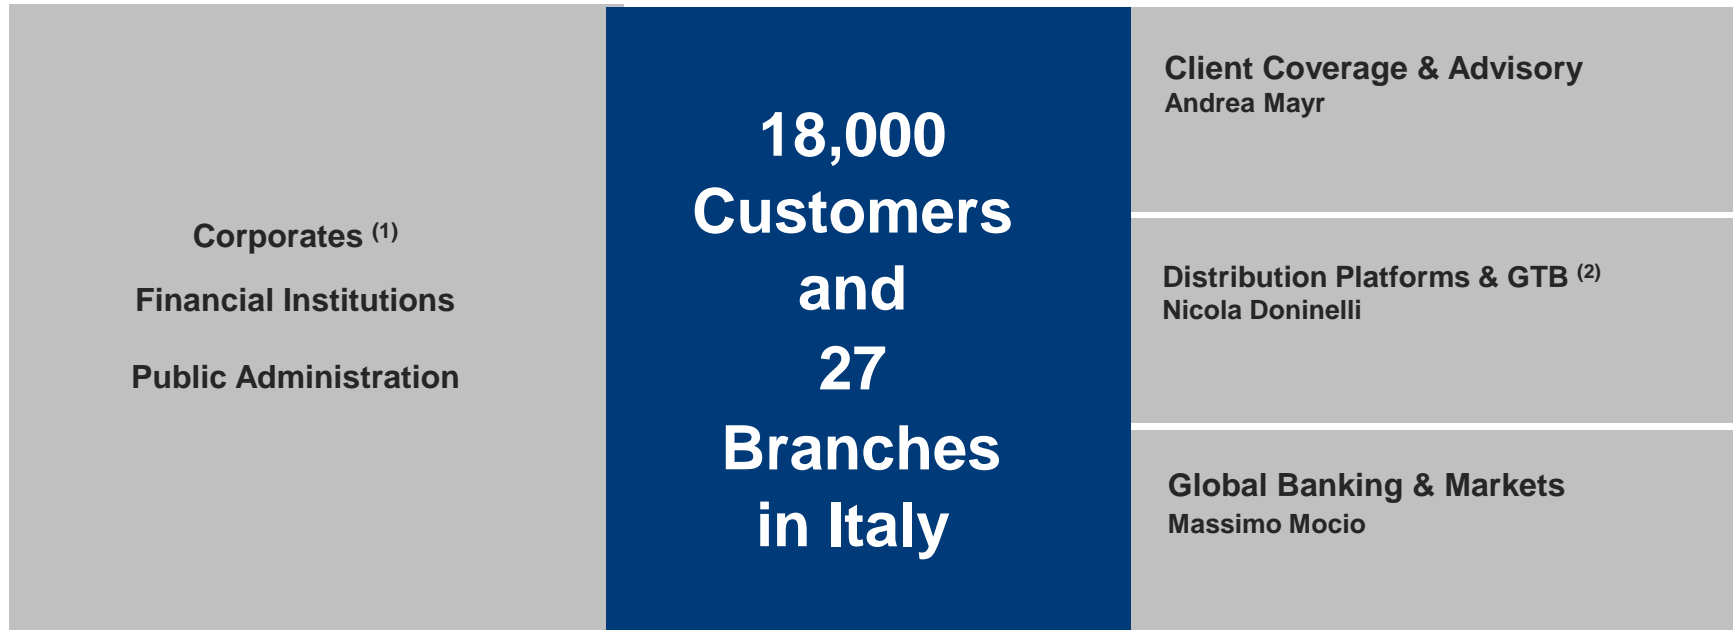 Corporates (1)
Financial Institutions
Public Administration
18,000
Customers
and
27
Branches
in Italy
Client Coverage & Advisory
Andrea Mayr
Distribution Platforms & GTB (2)
Nicola Doninelli
Global Banking & Markets
Massimo Mocio